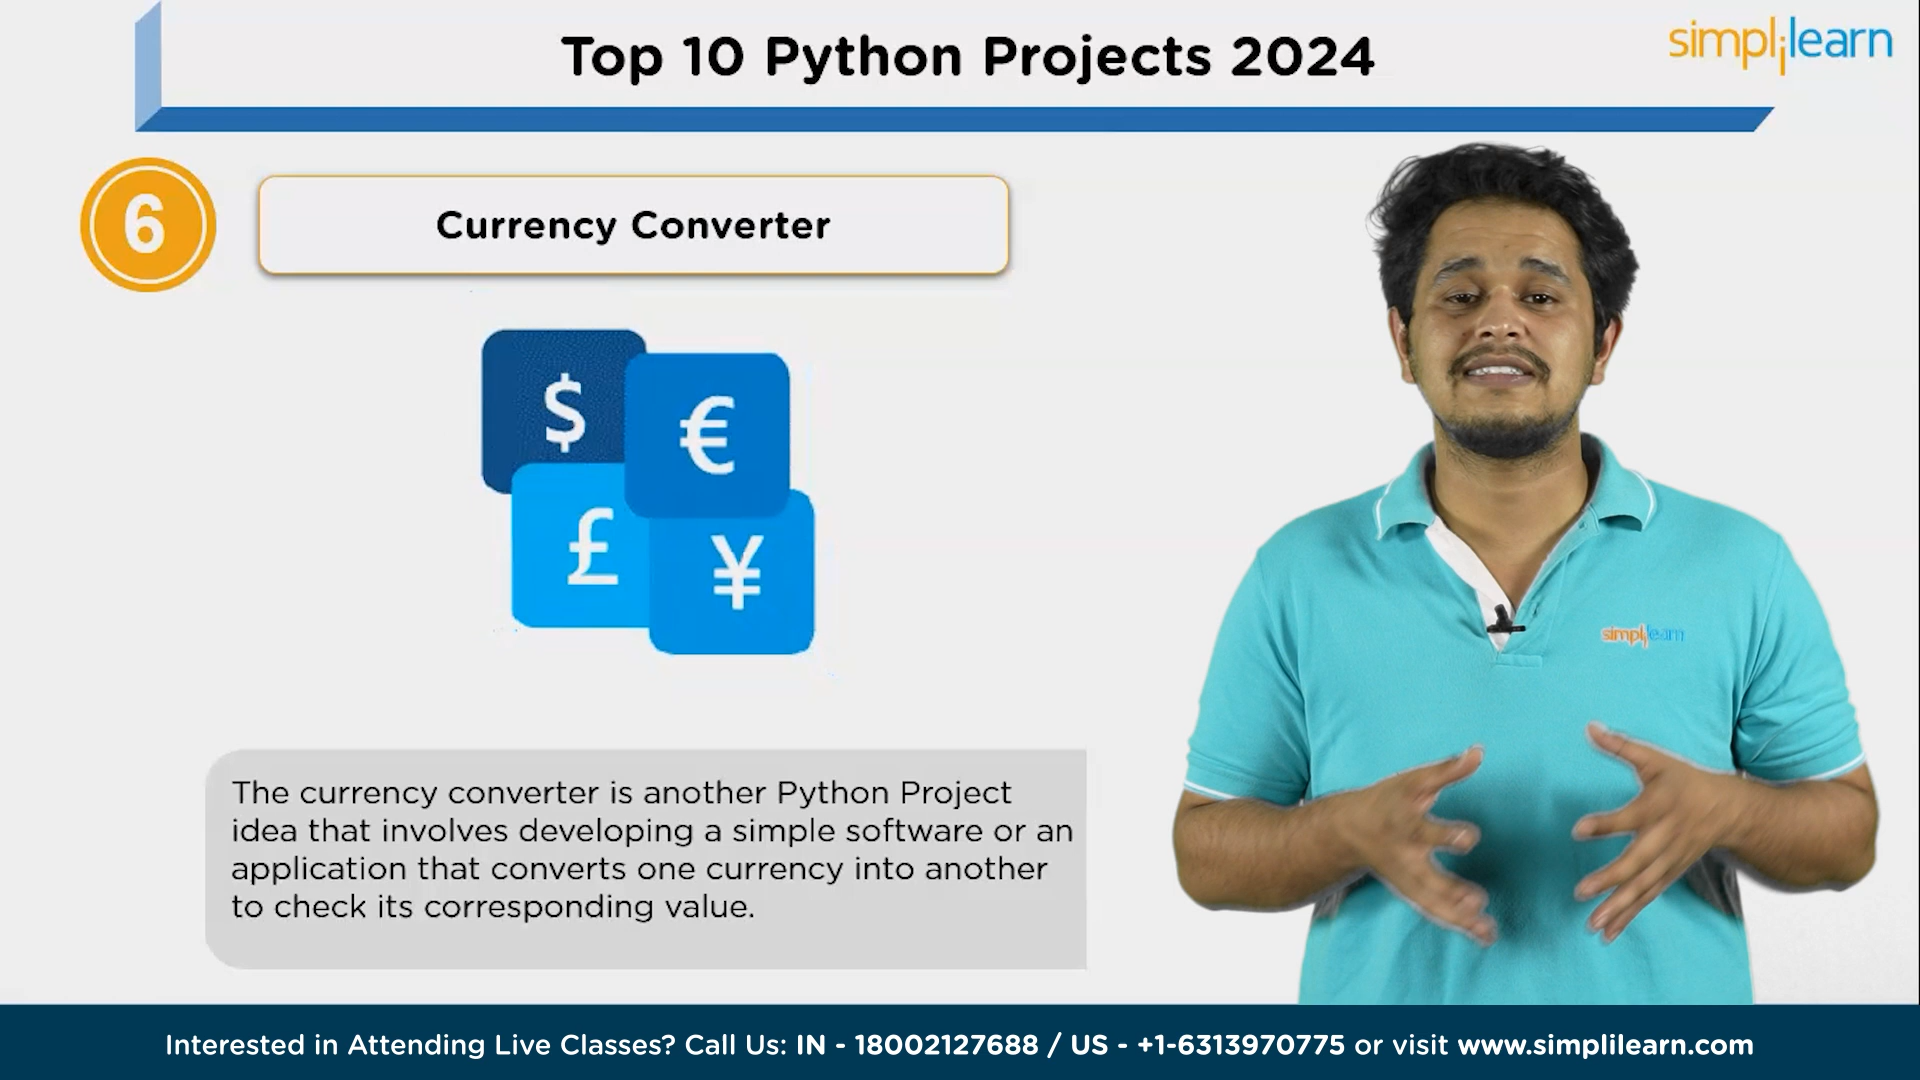 Top 10 Python Projects 2024
simplilearn
6
Currency Converter
$
€
£
¥
simplilearn
The currency converter is another Python Project
idea that involves developing a simple software or an
application that converts one currency into another
to check its corresponding value.
Interested in Attending Live Classes? Call Us: IN - 18002127688 / US - +1-6313970775 or visit www.simplilearn.com